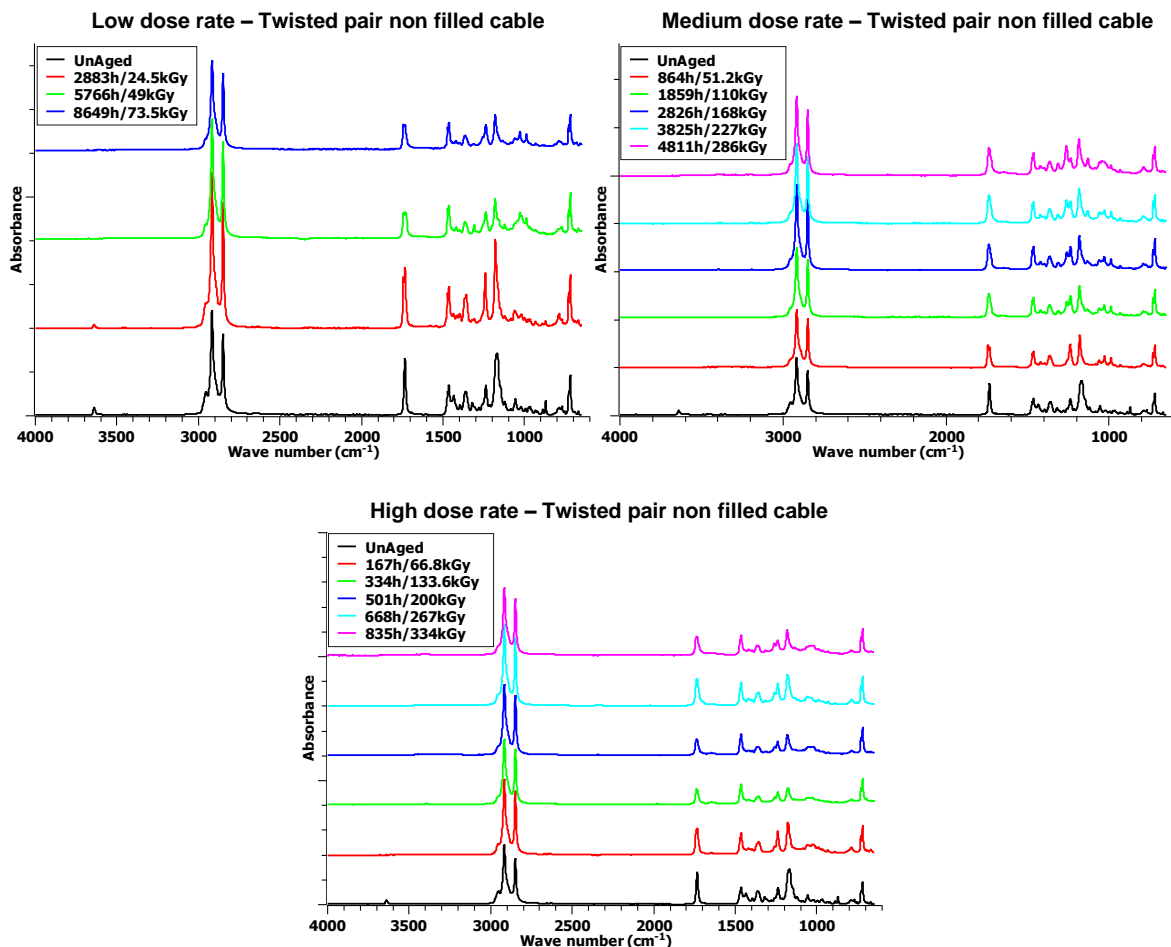 Low dose rate – Twisted pair non filled cable
UnAged
2883h/24.5kGy
5766h/49kGy
8649h/73.5kGy
Absorbance
4000 3500 3000 2500 2000 1500 1000
Wave number (cm⁻¹)
Medium dose rate – Twisted pair non filled cable
UnAged
864h/51.2kGy
1859h/110kGy
2826h/168kGy
3825h/227kGy
4811h/286kGy
Absorbance
4000 3000 2000 1000
Wave number (cm⁻¹)
High dose rate – Twisted pair non filled cable
UnAged
167h/66.8kGy
334h/133.6kGy
501h/200kGy
668h/267kGy
835h/334kGy
Absorbance
4000 3500 3000 2500 2000 1500 1000
Wave number (cm⁻¹)